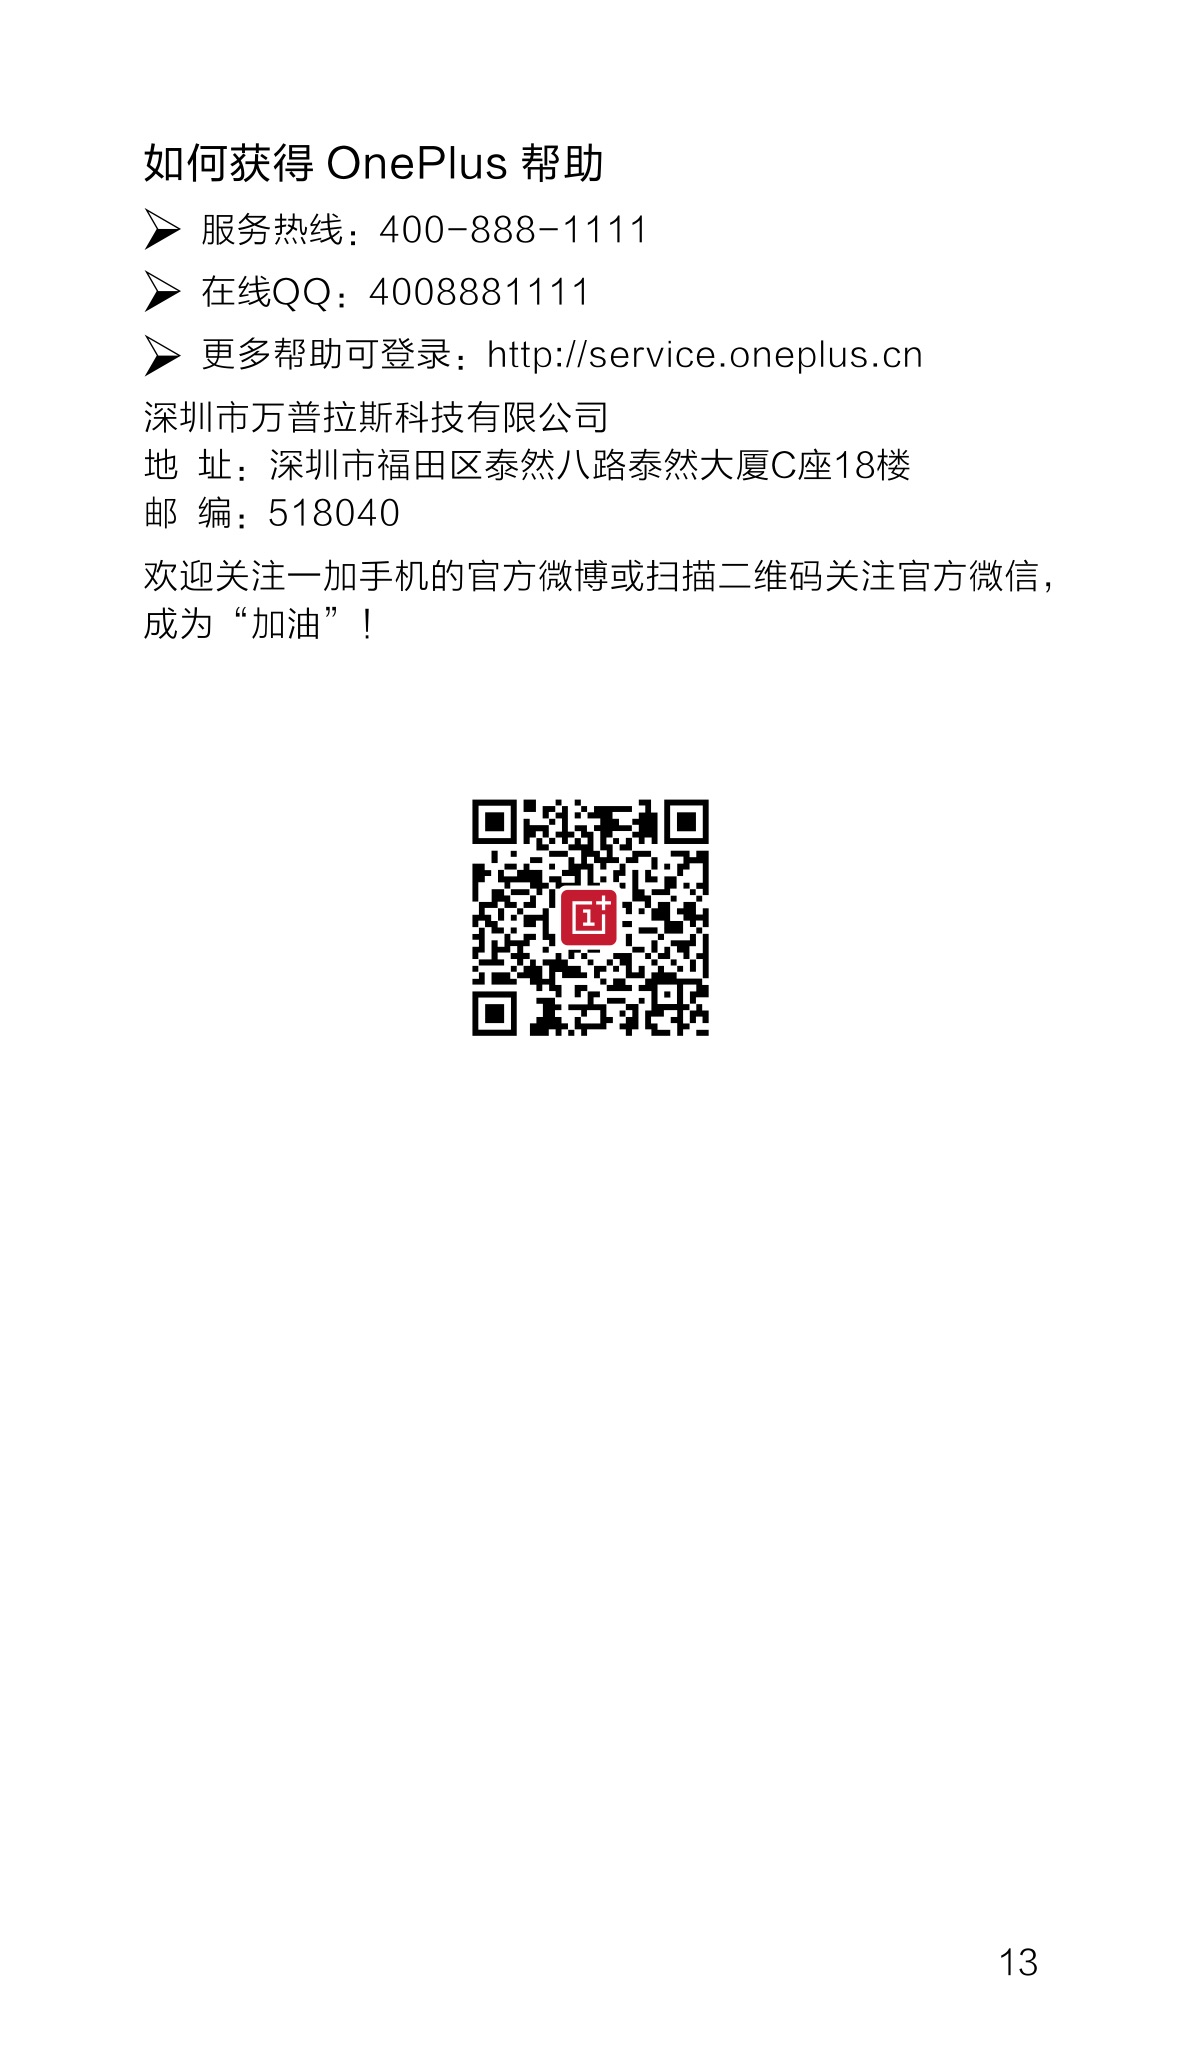 如何获得 OnePlus 帮助
➢ 服务热线：400-888-1111
➢ 在线QQ：4008881111
➢ 更多帮助可登录：http://service.oneplus.cn
深圳市万普拉斯科技有限公司
地 址：深圳市福田区泰然八路泰然大厦C座18楼
邮 编：518040
欢迎关注一加手机的官方微博或扫描二维码关注官方微信，
成为“加油”！
13